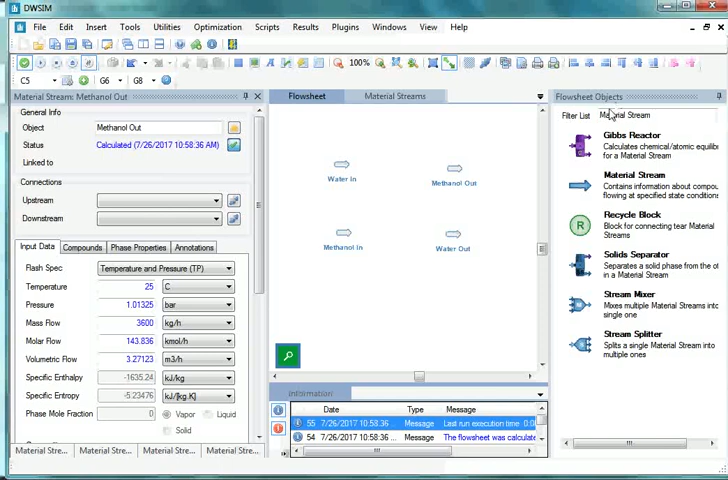 DWSIM
File Edit Insert Tools Utilities Optimization Scripts Results Plugins Windows View Help
100%
C5 G6 G8
Material Stream: Methanol Out
General Info
Object Methanol Out
Status Calculated (7/26/2017 10:58:36 AM)
Linked to
Connections
Upstream
Downstream
Input Data Compounds Phase Properties Annotations
Flash Spec Temperature and Pressure (TP)
Temperature 25 C
Pressure 1.01325 bar
Mass Flow 3600 kg/h
Molar Flow 143.836 kmol/h
Volumetric Flow 3.27123 m3/h
Specific Enthalpy -1635.24 kJ/kg
Specific Entropy -5.23476 kJ/[kg.K]
Phase Mole Fraction 0 Vapor Liquid
Solid
Material Stre... Material Stre... Material Stre... Material Stre...
Flowsheet Material Streams
Water In
Methanol Out
Methanol In
Water Out
Information
Date Type Message
55 7/26/2017 10:58:36 ... Message Last run execution time 0:0
54 7/26/2017 10:58:36 ... Message The flowsheet was calculate
Flowsheet Objects
Filter List Material Stream
Gibbs Reactor
Calculates chemical/atomic equilib
for a Material Stream
Material Stream
Contains information about compou
flowing at specified state condition
Recycle Block
R
Block for connecting tear Material
Streams
Solids Separator
Separates a solid phase from the ot
in a Material Stream
Stream Mixer
Mixes multiple Material Streams into
single one
Stream Splitter
Splits a single Material Stream into
multiple ones